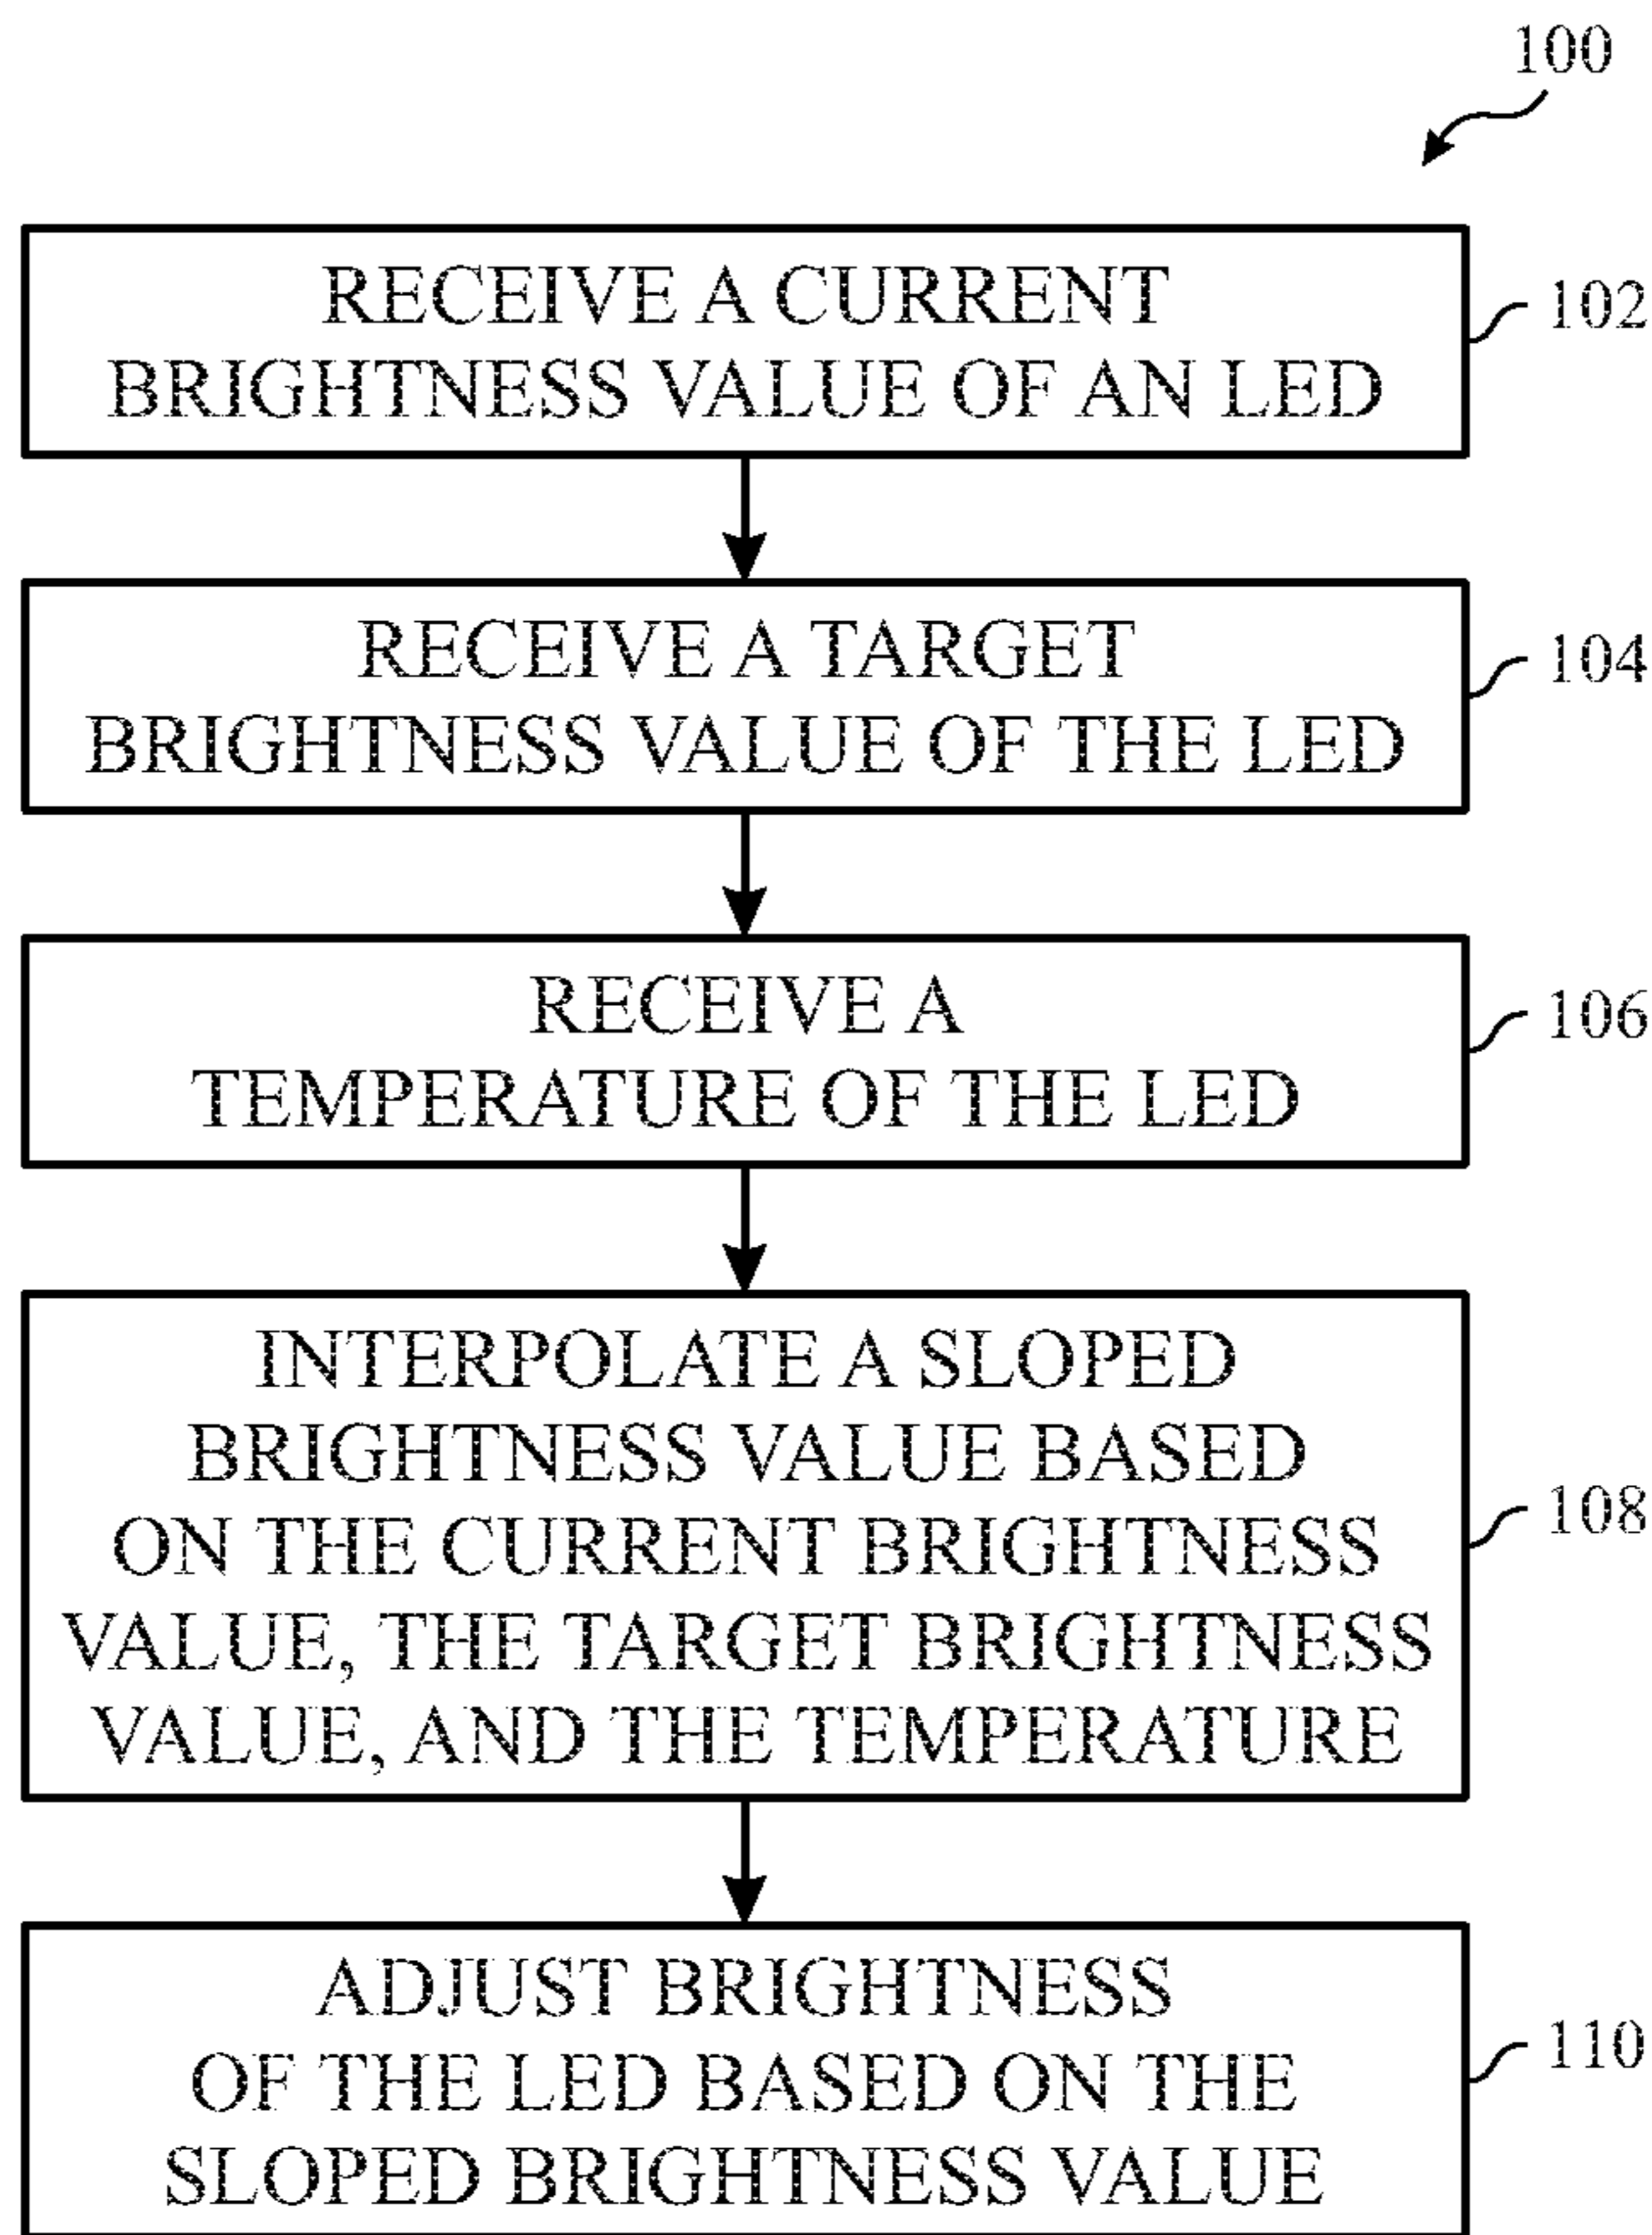 100
RECEIVE A CURRENT
BRIGHTNESS VALUE OF AN LED
102
RECEIVE A TARGET
BRIGHTNESS VALUE OF THE LED
104
RECEIVE A
TEMPERATURE OF THE LED
106
INTERPOLATE A SLOPED
BRIGHTNESS VALUE BASED
ON THE CURRENT BRIGHTNESS
VALUE, THE TARGET BRIGHTNESS
VALUE, AND THE TEMPERATURE
108
ADJUST BRIGHTNESS
OF THE LED BASED ON THE
SLOPED BRIGHTNESS VALUE
110